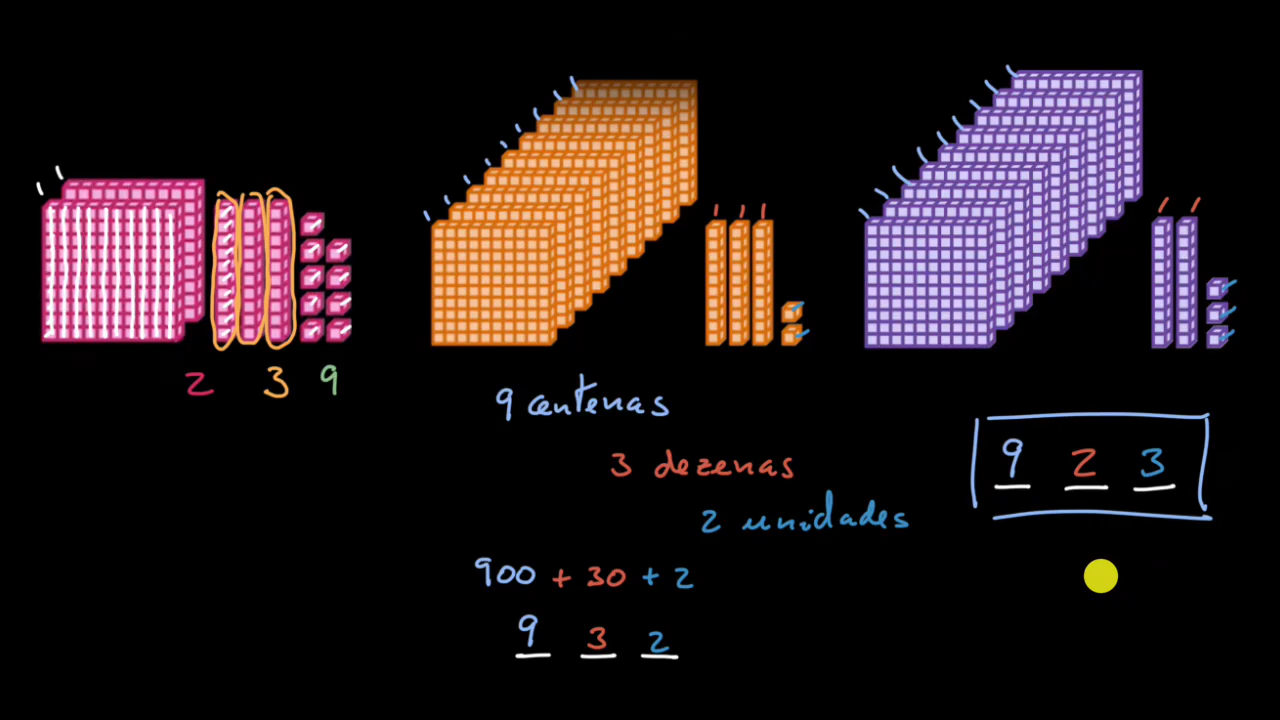 2 3 9
9 centenas
3 dezenas
2 unidades
900 + 30 + 2
9 3 2
9 2 3